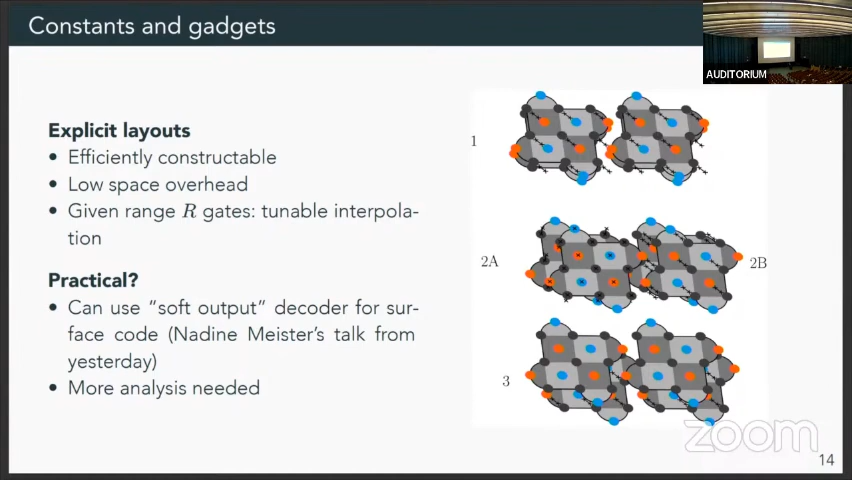 Constants and gadgets
AUDITORIUM
Explicit layouts
• Efficiently constructable
• Low space overhead
• Given range R gates: tunable interpola-
tion
Practical?
• Can use “soft output” decoder for sur-
face code (Nadine Meister’s talk from
yesterday)
• More analysis needed
1
2A
2B
3
zoom
14